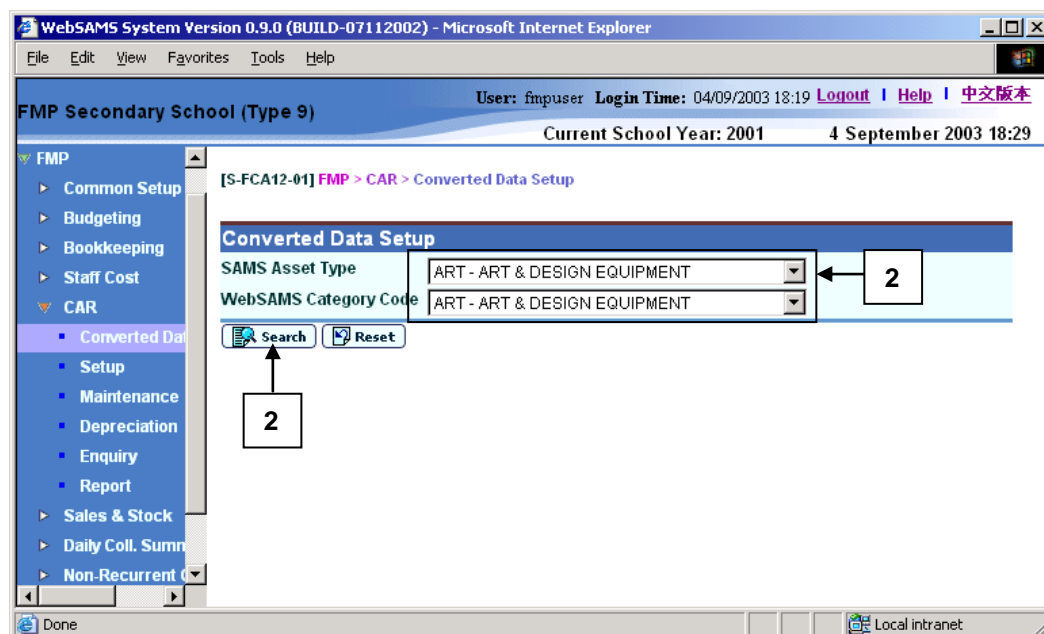 WebSAMS System Version 0.9.0 (BUILD-07112002) - Microsoft Internet Explorer
File Edit View Favorites Tools Help
FMP Secondary School (Type 9)
User: fmpuser Login Time: 04/09/2003 18:19 Logout | Help | 中文版本
Current School Year: 2001 4 September 2003 18:29
FMP
Common Setup
Budgeting
Bookkeeping
Staff Cost
CAR
Converted Dat
Setup
Maintenance
Depreciation
Enquiry
Report
Sales & Stock
Daily Coll. Summ
Non-Recurrent
[S-FCA12-01] FMP > CAR > Converted Data Setup
Converted Data Setup
SAMS Asset Type ART - ART & DESIGN EQUIPMENT
2
WebSAMS Category Code ART - ART & DESIGN EQUIPMENT
Search Reset
2
Done Local intranet